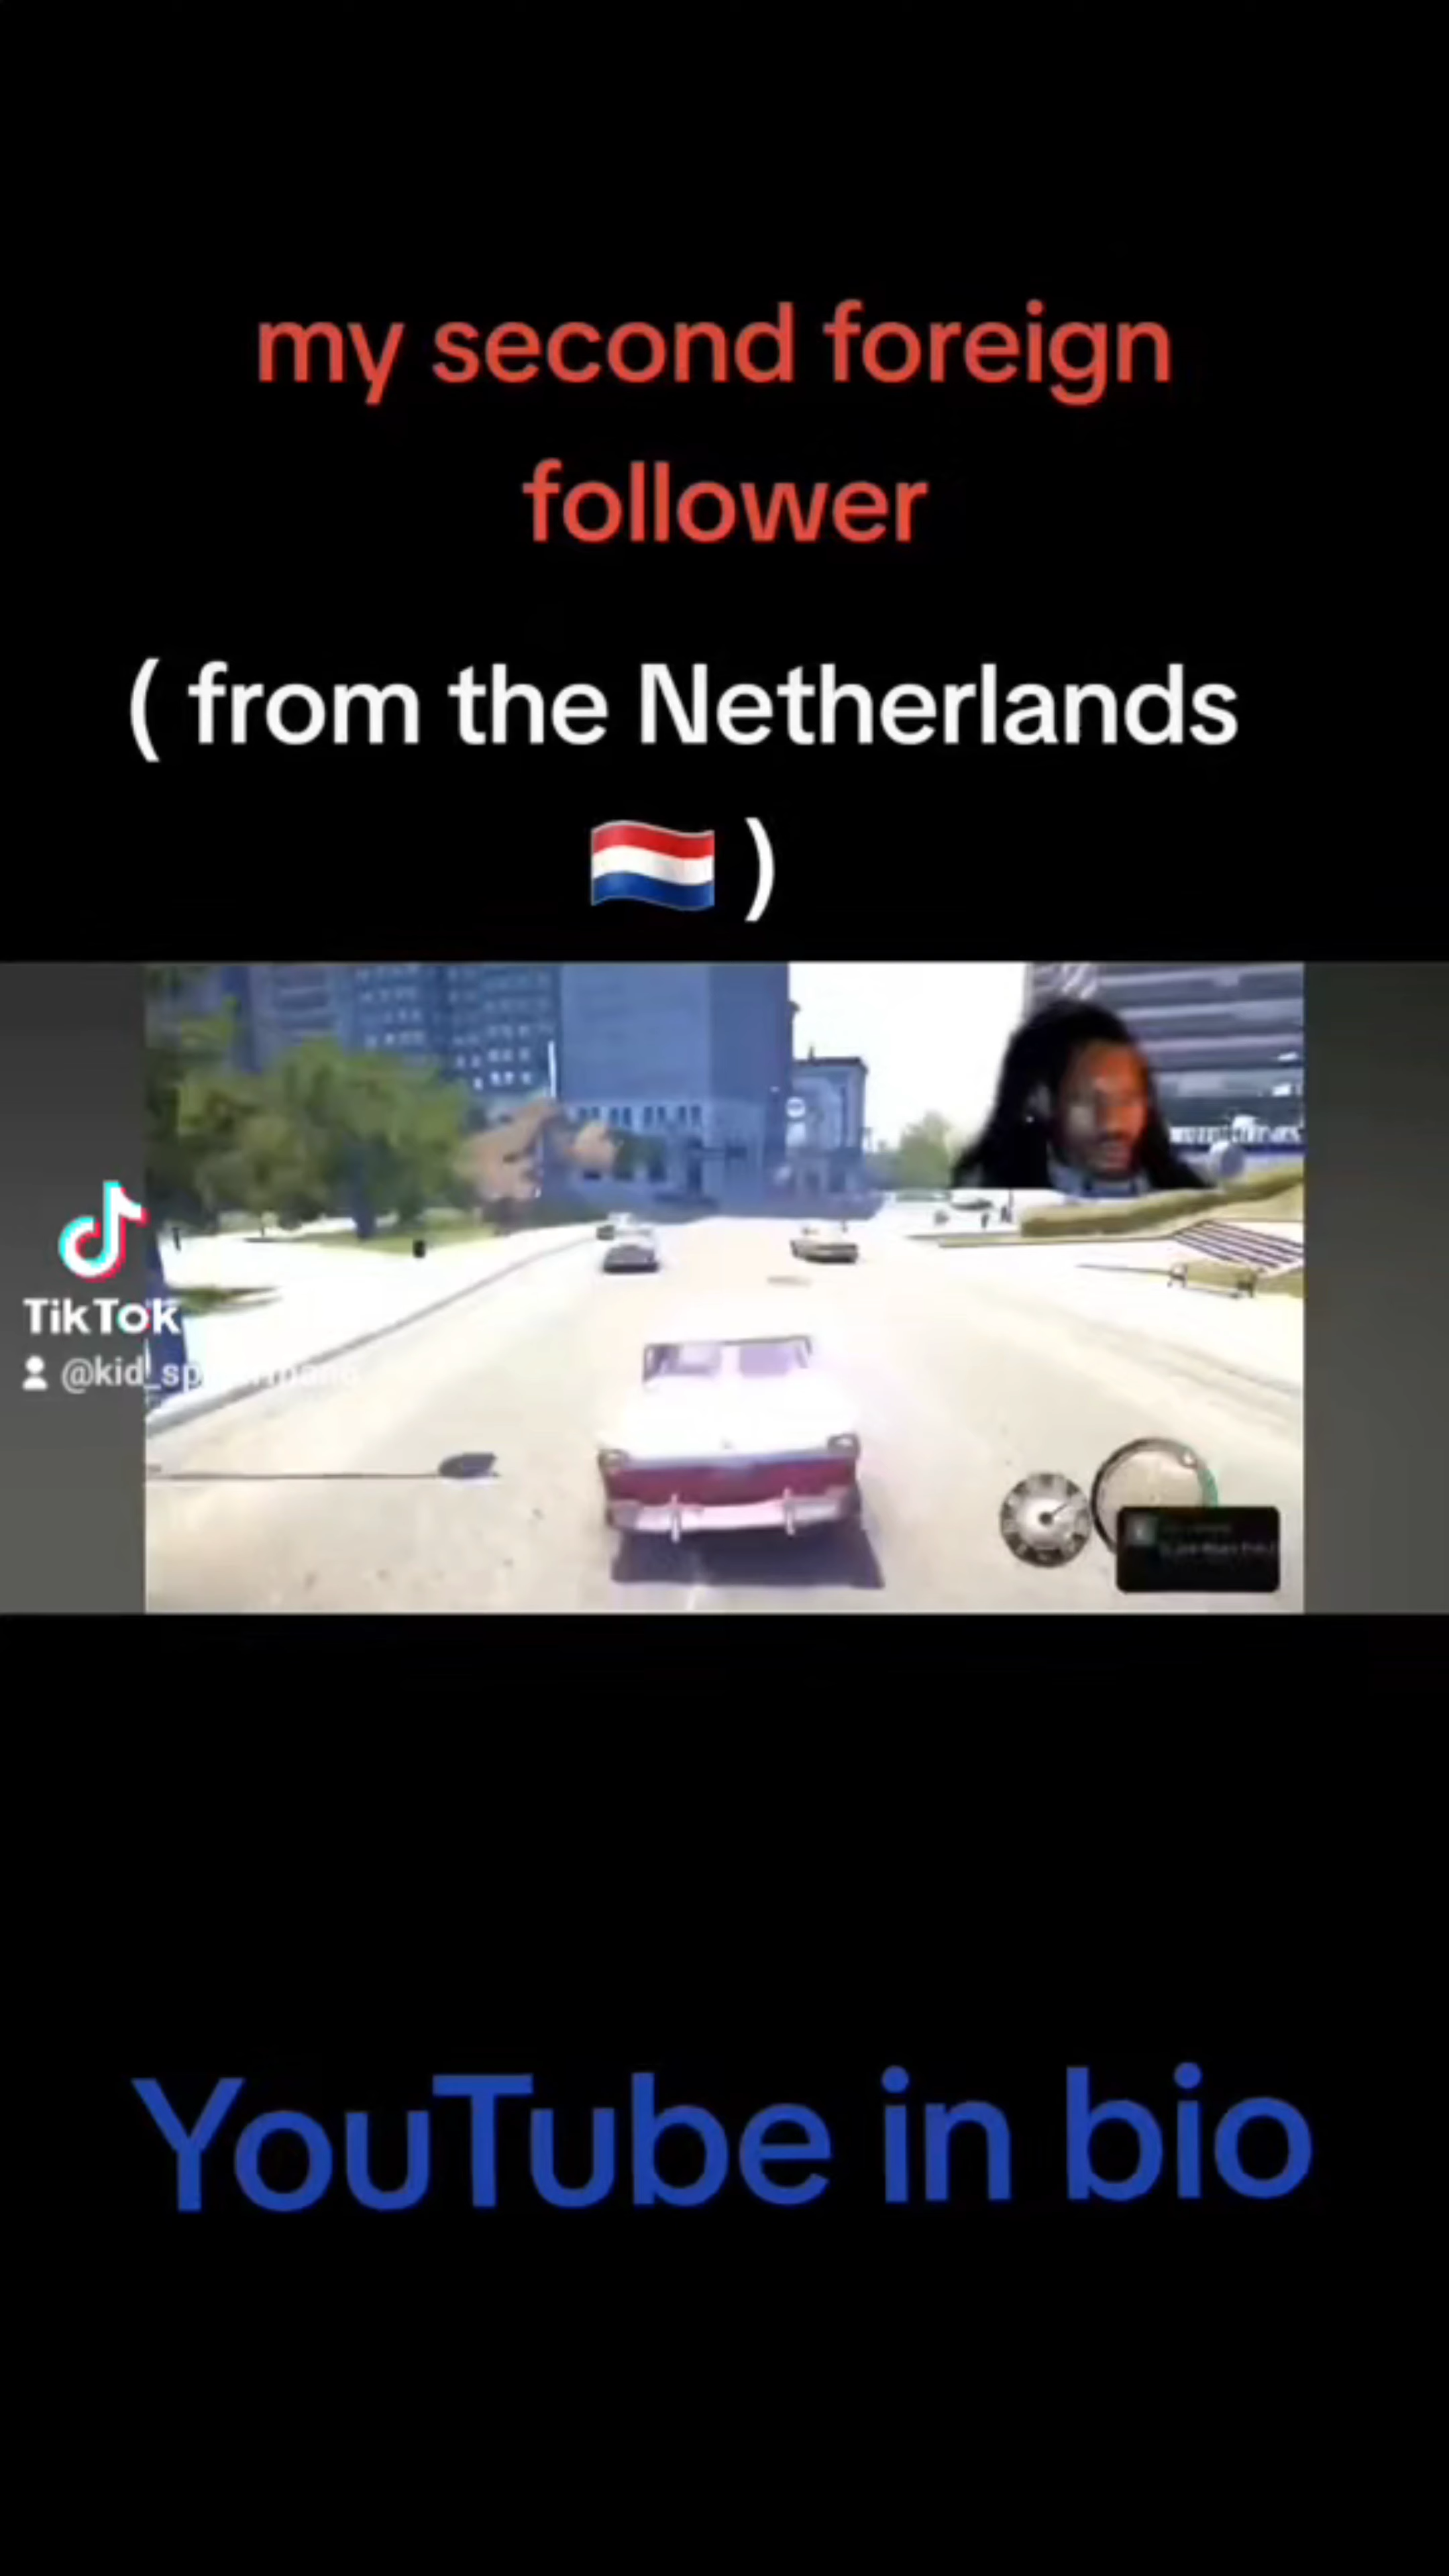 my second foreign
follower
( from the Netherlands
🇳🇱 )
TikTok
YouTube in bio